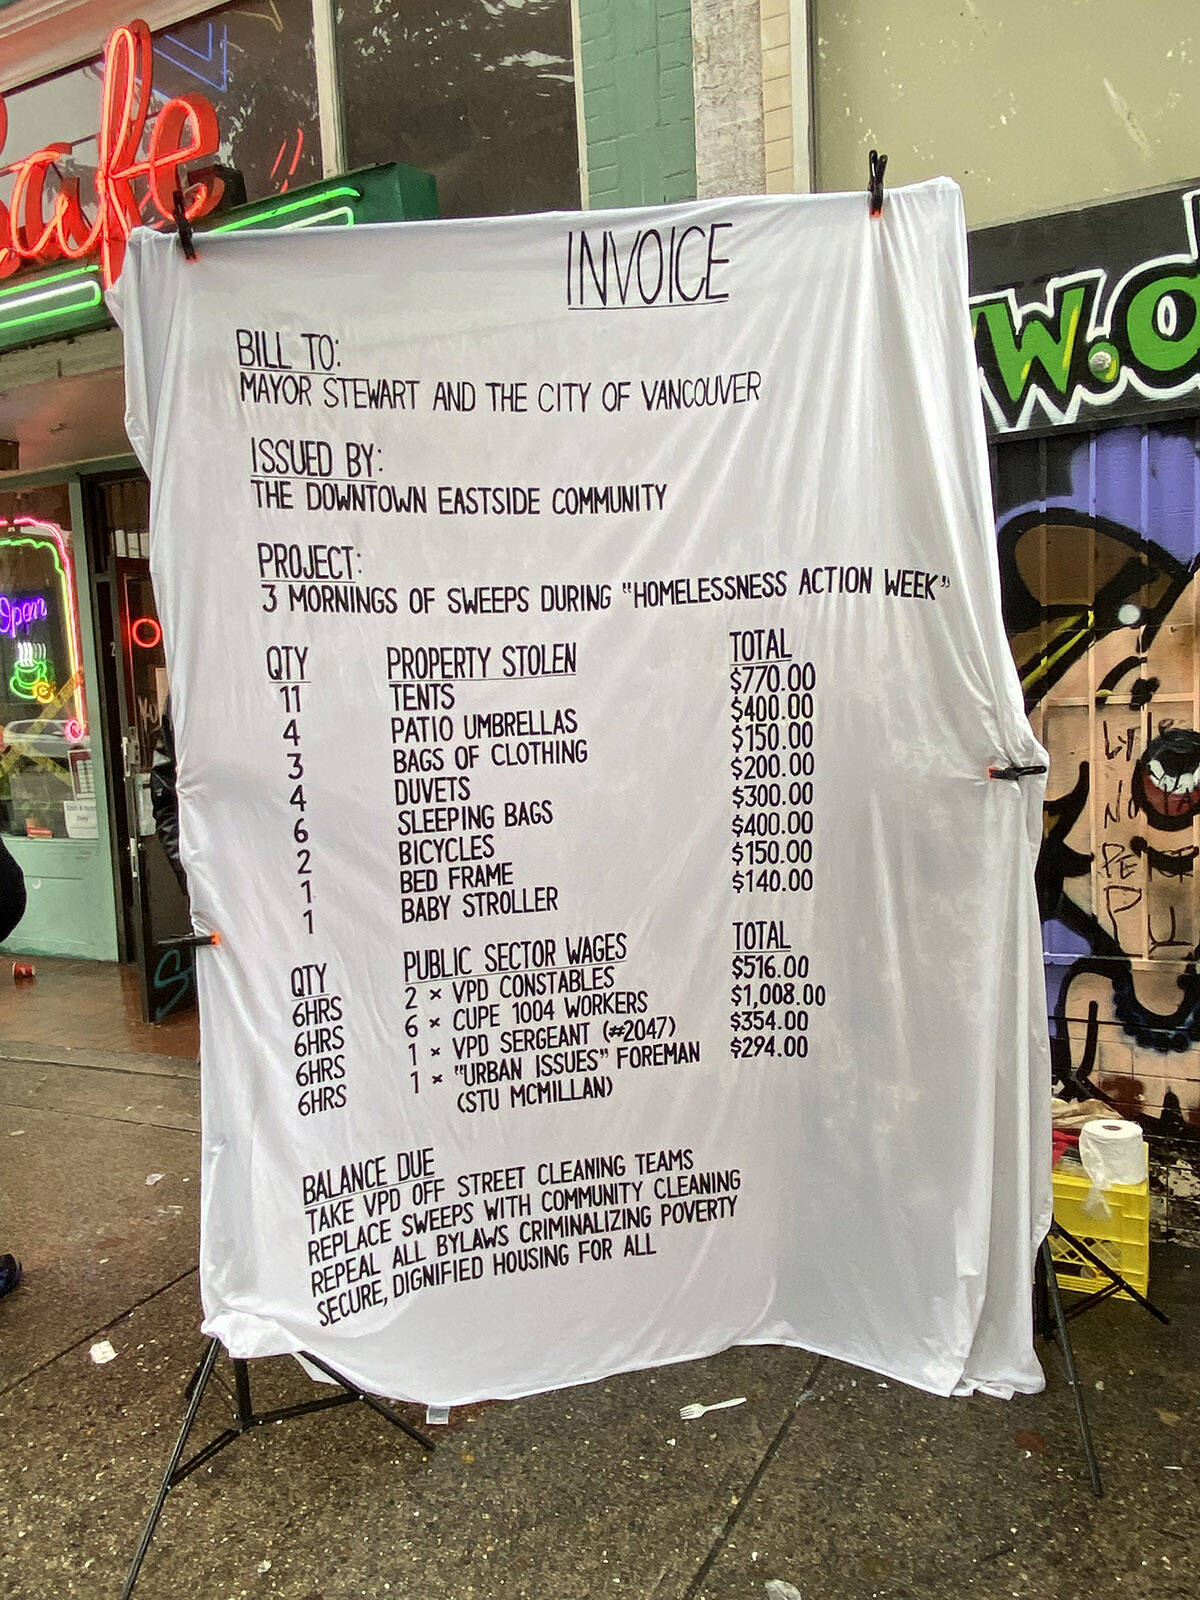 Cafe
INVOICE
BILL TO:
MAYOR STEWART AND THE CITY OF VANCOUVER
ISSUED BY:
THE DOWNTOWN EASTSIDE COMMUNITY
PROJECT:
3 MORNINGS OF SWEEPS DURING "HOMELESSNESS ACTION WEEK"
QTY PROPERTY STOLEN TOTAL
11 TENTS $770.00
4 PATIO UMBRELLAS $400.00
3 BAGS OF CLOTHING $150.00
4 DUVETS $200.00
6 SLEEPING BAGS $300.00
2 BICYCLES $400.00
1 BED FRAME $150.00
1 BABY STROLLER $140.00
QTY PUBLIC SECTOR WAGES TOTAL
6HRS 2 × VPD CONSTABLES $516.00
6HRS 6 × CUPE 1004 WORKERS $1,008.00
6HRS 1 × VPD SERGEANT (#2047) $354.00
6HRS 1 × "URBAN ISSUES" FOREMAN $294.00
(STU MCMILLAN)
BALANCE DUE
TAKE VPD OFF STREET CLEANING TEAMS
REPLACE SWEEPS WITH COMMUNITY CLEANING
REPEAL ALL BYLAWS CRIMINALIZING POVERTY
SECURE, DIGNIFIED HOUSING FOR ALL
Open
w.d